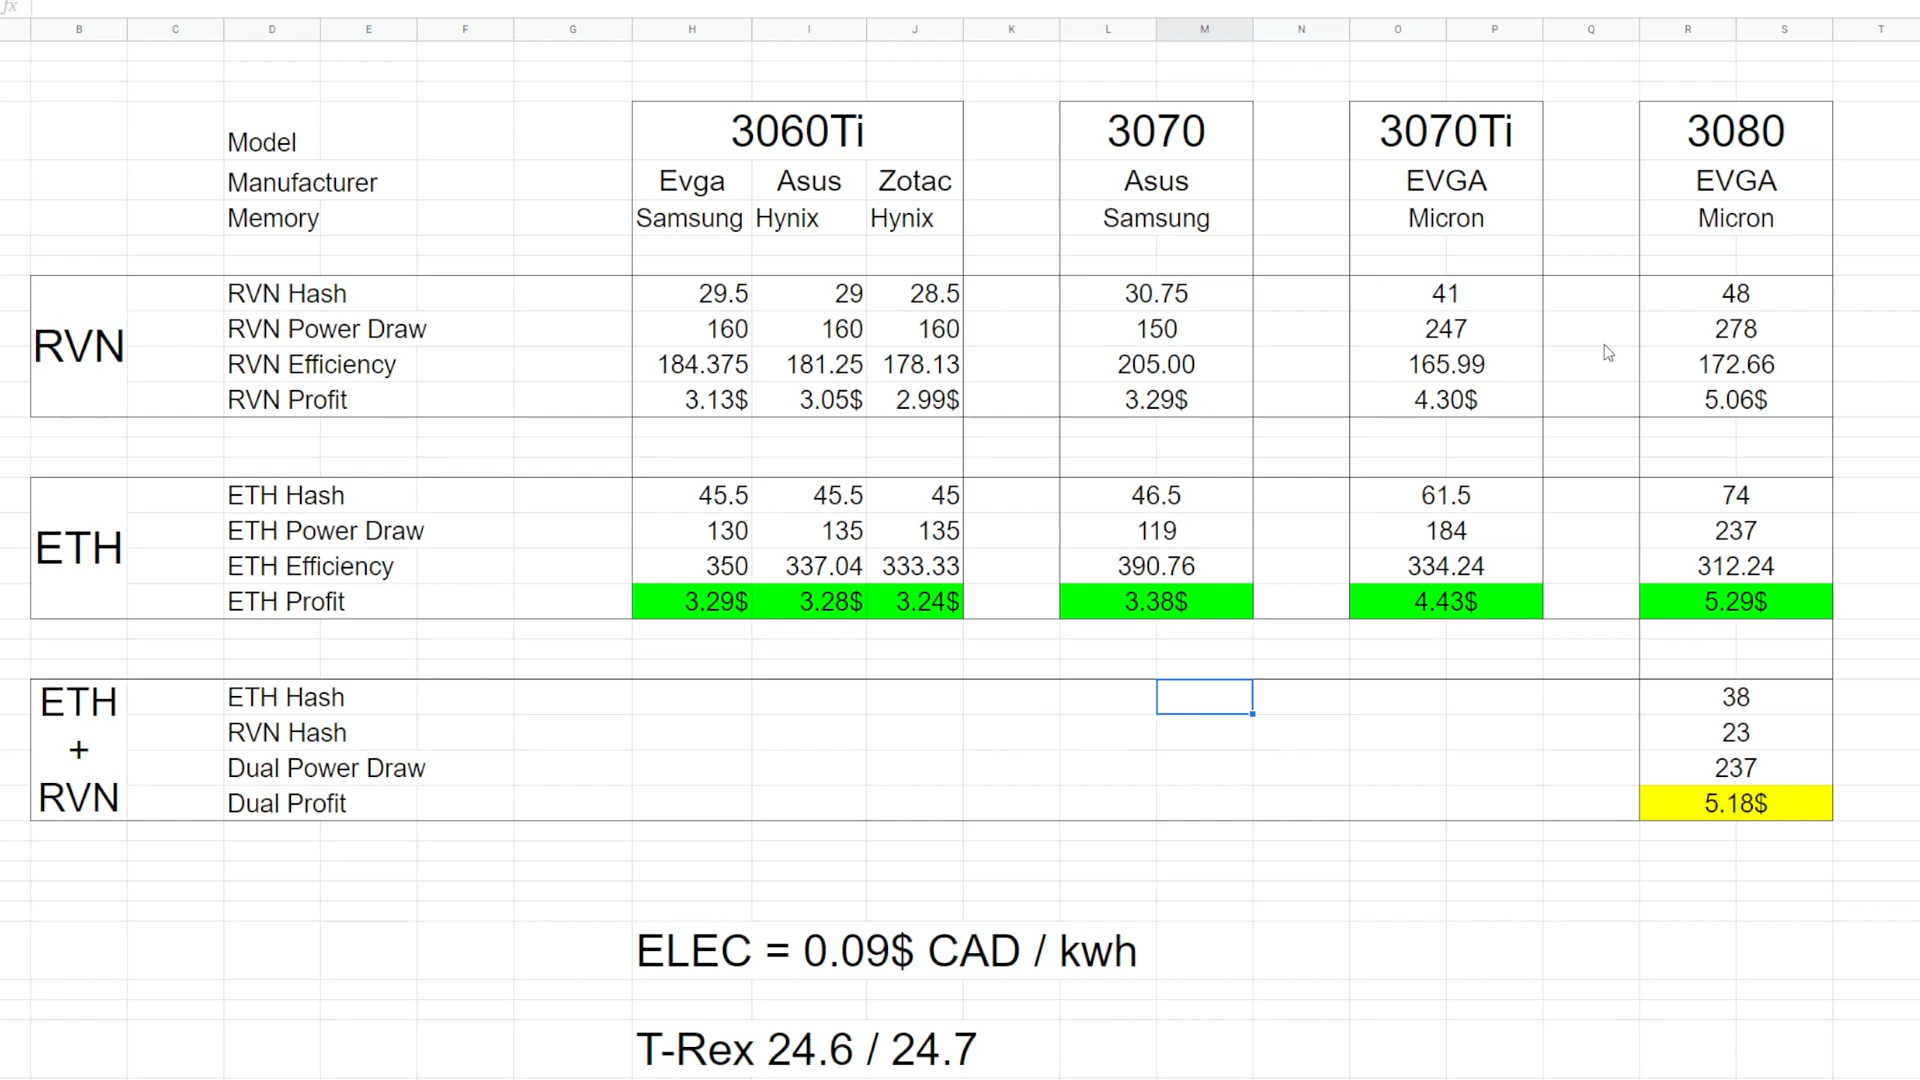 fx
B C D E F G H I J K L M N O P Q R S T
Model 3060Ti 3070 3070Ti 3080
Manufacturer Evga Asus Zotac Asus EVGA EVGA
Memory Samsung Hynix Hynix Samsung Micron Micron
RVN
RVN Hash 29.5 29 28.5 30.75 41 48
RVN Power Draw 160 160 160 150 247 278
RVN Efficiency 184.375 181.25 178.13 205.00 165.99 172.66
RVN Profit 3.13$ 3.05$ 2.99$ 3.29$ 4.30$ 5.06$
ETH
ETH Hash 45.5 45.5 45 46.5 61.5 74
ETH Power Draw 130 135 135 119 184 237
ETH Efficiency 350 337.04 333.33 390.76 334.24 312.24
ETH Profit 3.29$ 3.28$ 3.24$ 3.38$ 4.43$ 5.29$
ETH
+
RVN
ETH Hash 38
RVN Hash 23
Dual Power Draw 237
Dual Profit 5.18$
ELEC = 0.09$ CAD / kwh
T-Rex 24.6 / 24.7